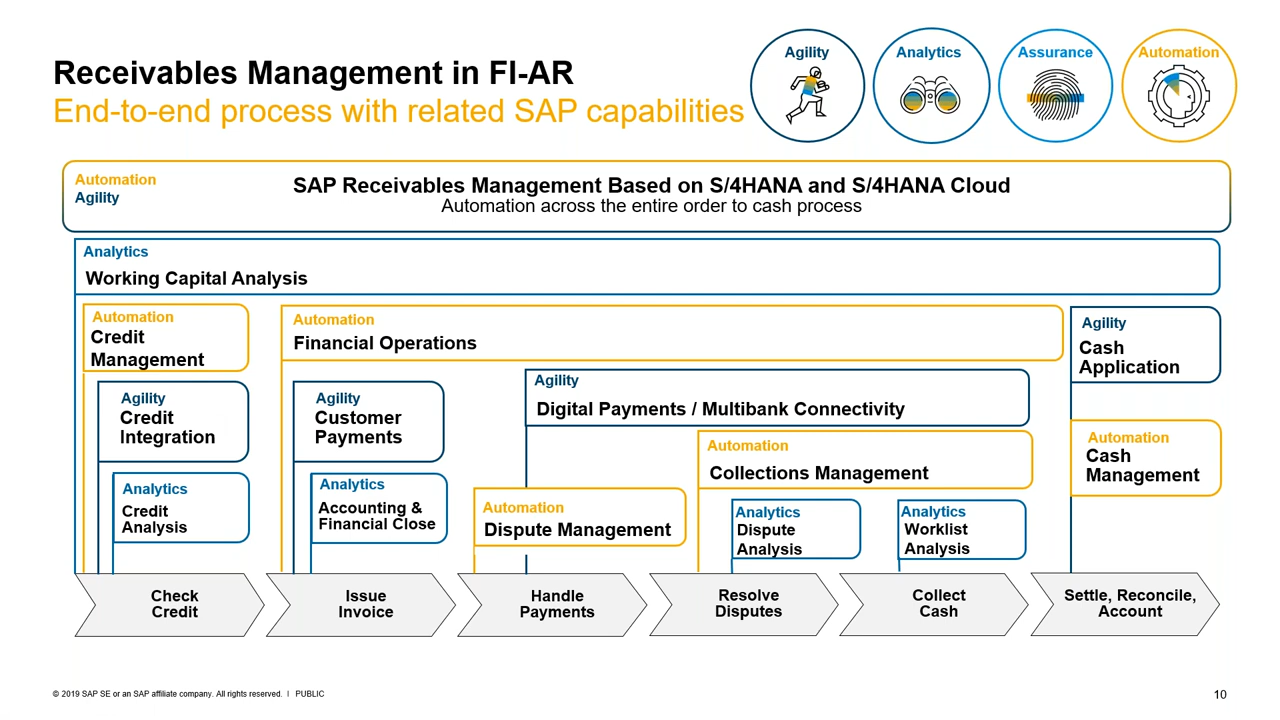 Receivables Management in FI-AR
End-to-end process with related SAP capabilities
Agility
Analytics
Assurance
Automation
Automation
Agility
SAP Receivables Management Based on S/4HANA and S/4HANA Cloud
Automation across the entire order to cash process
Analytics
Working Capital Analysis
Automation
Credit
Management
Agility
Credit
Integration
Analytics
Credit
Analysis
Automation
Financial Operations
Agility
Customer
Payments
Analytics
Accounting &
Financial Close
Agility
Digital Payments / Multibank Connectivity
Automation
Dispute Management
Automation
Collections Management
Analytics
Dispute
Analysis
Analytics
Worklist
Analysis
Agility
Cash
Application
Automation
Cash
Management
Check
Credit
Issue
Invoice
Handle
Payments
Resolve
Disputes
Collect
Cash
Settle, Reconcile,
Account
© 2019 SAP SE or an SAP affiliate company. All rights reserved. I PUBLIC
10